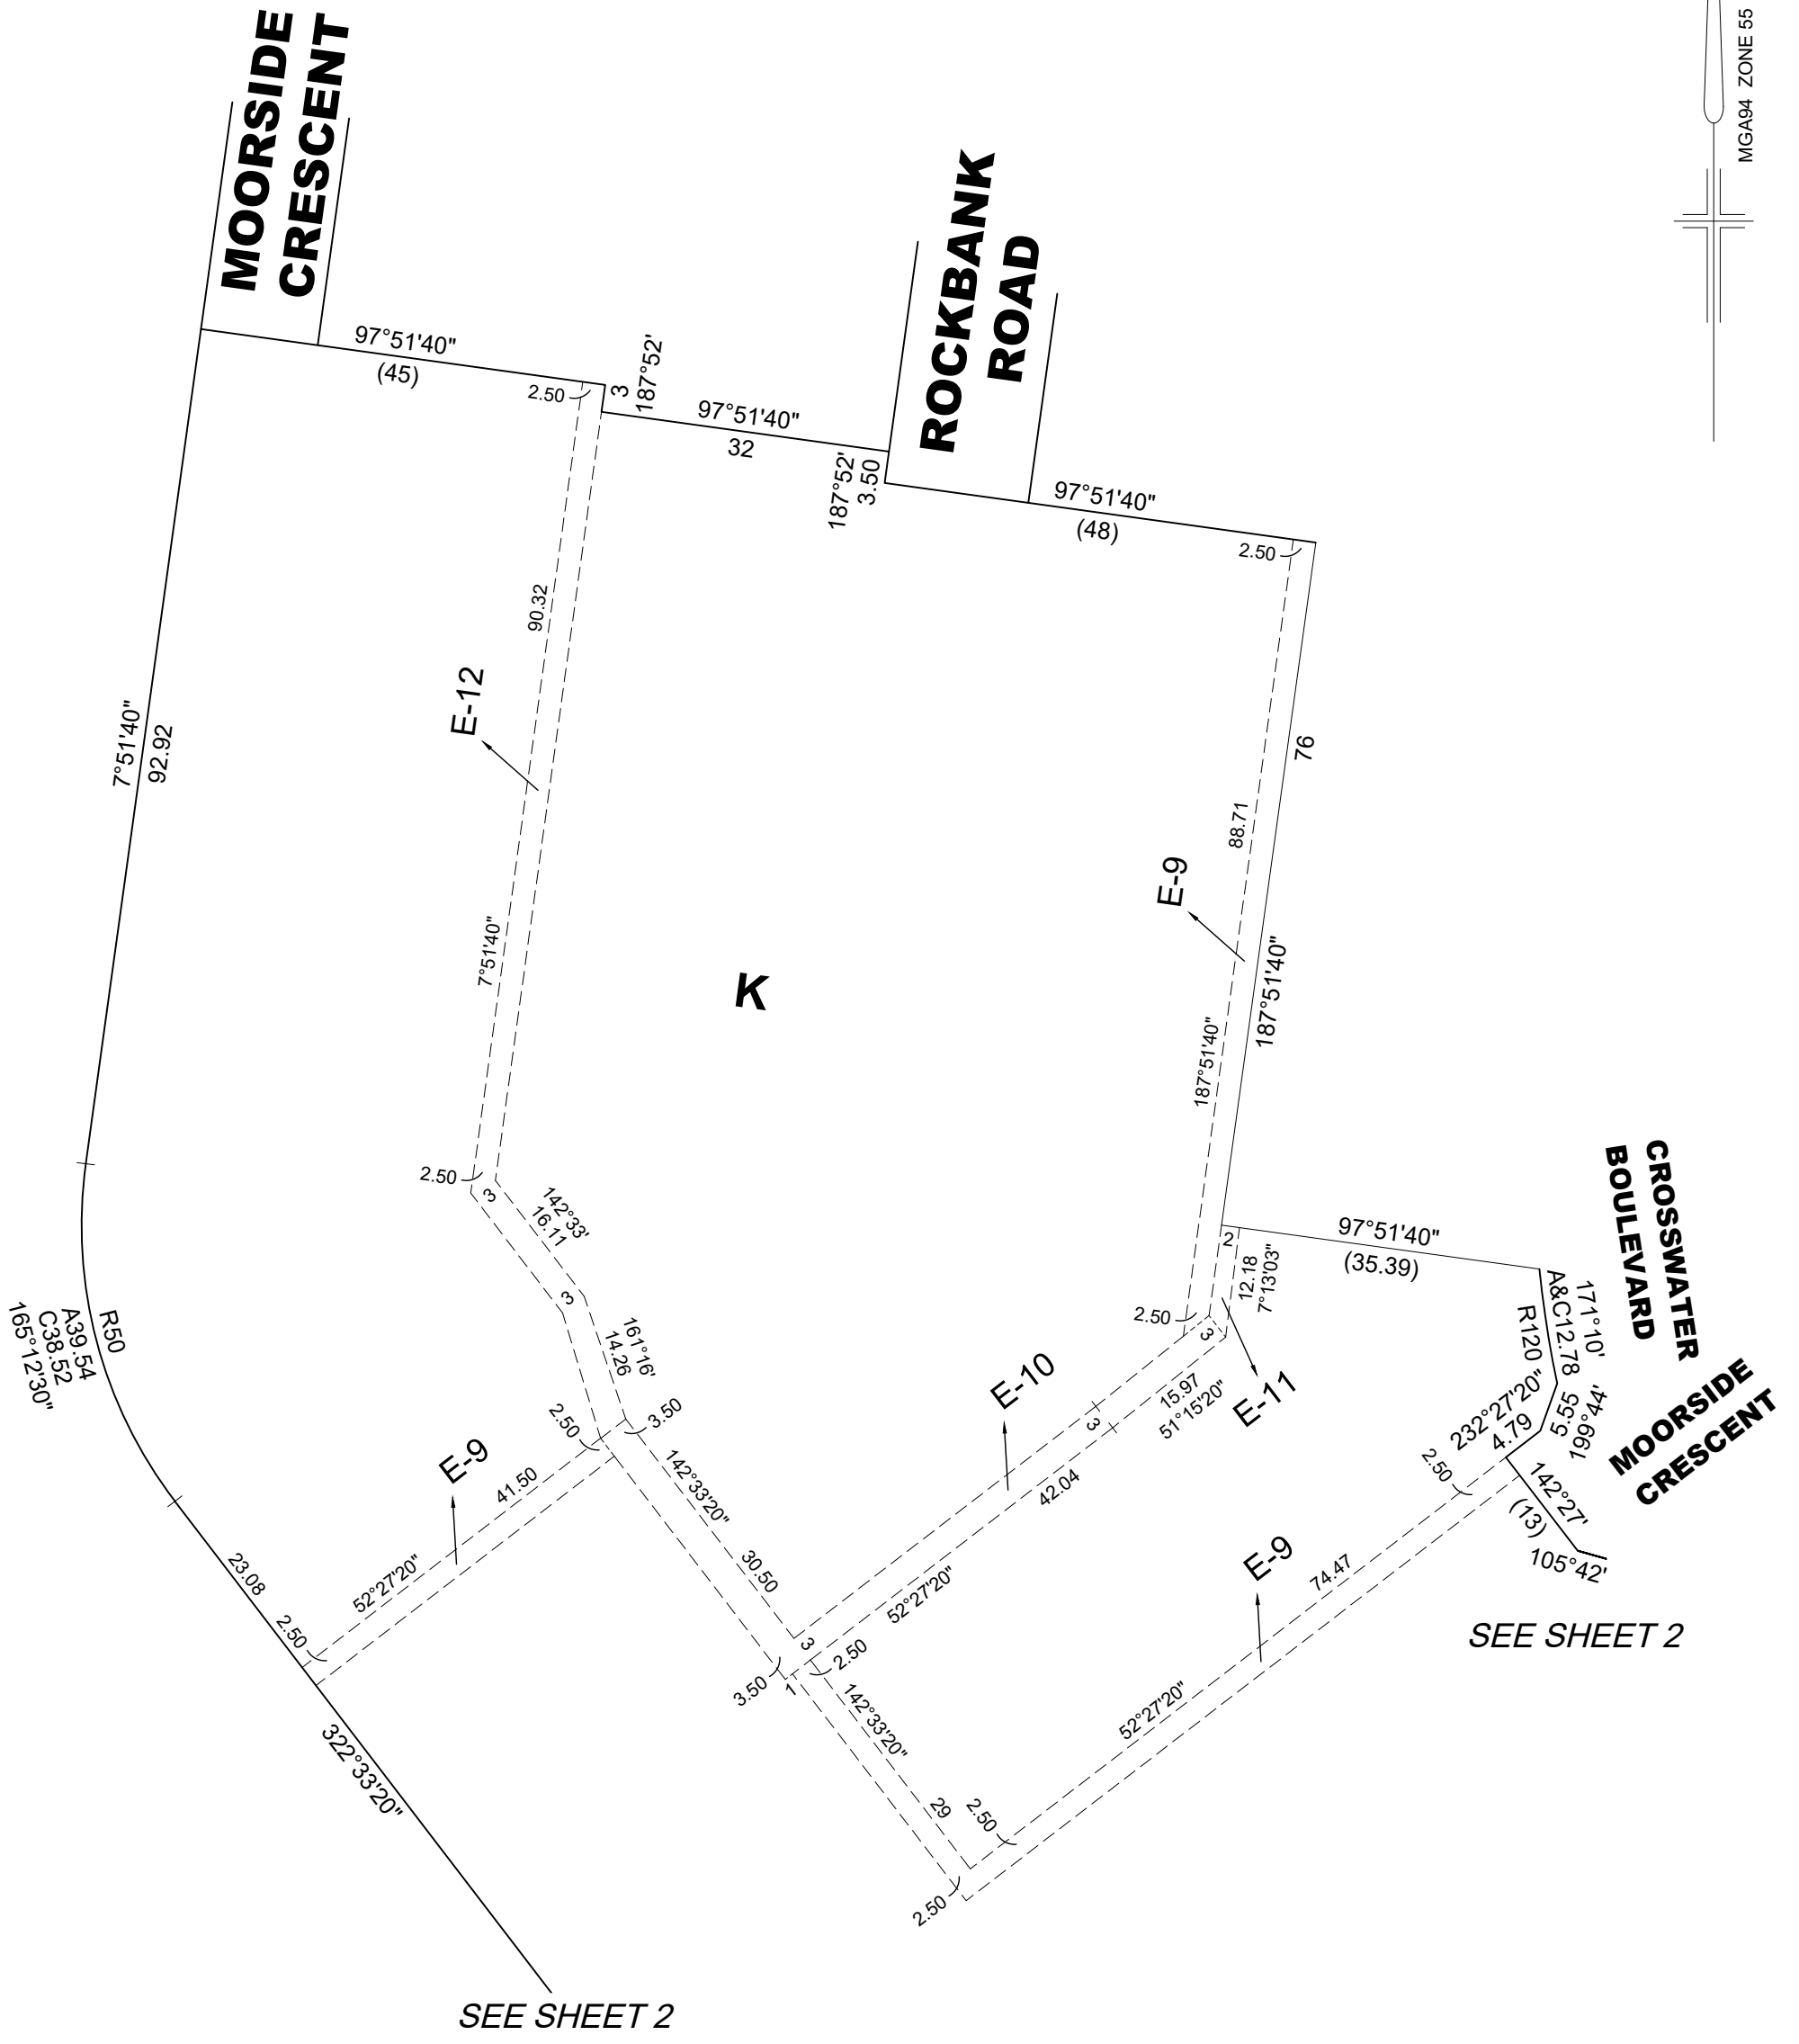 MOORSIDE
CRESCENT
MGA94 ZONE 55
ROCKBANK
ROAD
97°51'40"
(45)
2.50
3
187°52'
97°51'40"
32
187°52'
3.50
97°51'40"
(48)
2.50
90.32
E-12
7°51'40"
92.92
76
88.71
E-9
7°51'40"
K
187°51'40"
187°51'40"
2.50
3
142°33'
16.11
3
161°16'
14.26
2.50
3.50
R50
A39.54
C38.52
165°12'30"
CROSSWATER
BOULEVARD
97°51'40"
(35.39)
2
12.18
7°13'03"
2.50
3
171°10'
A&C12.78
R120
E-10
15.97
51°15'20"
E-11
3
232°27'20"
4.79
5.55
199°44'
MOORSIDE
CRESCENT
2.50
142°27'
(13)
105°42'
E-9
41.50
142°33'20"
42.04
30.50
52°27'20"
23.08
2.50
52°27'20"
E-9
74.47
SEE SHEET 2
3
2.50
3.50
1
142°33'20"
52°27'20"
322°33'20"
29
2.50
2.50
SEE SHEET 2